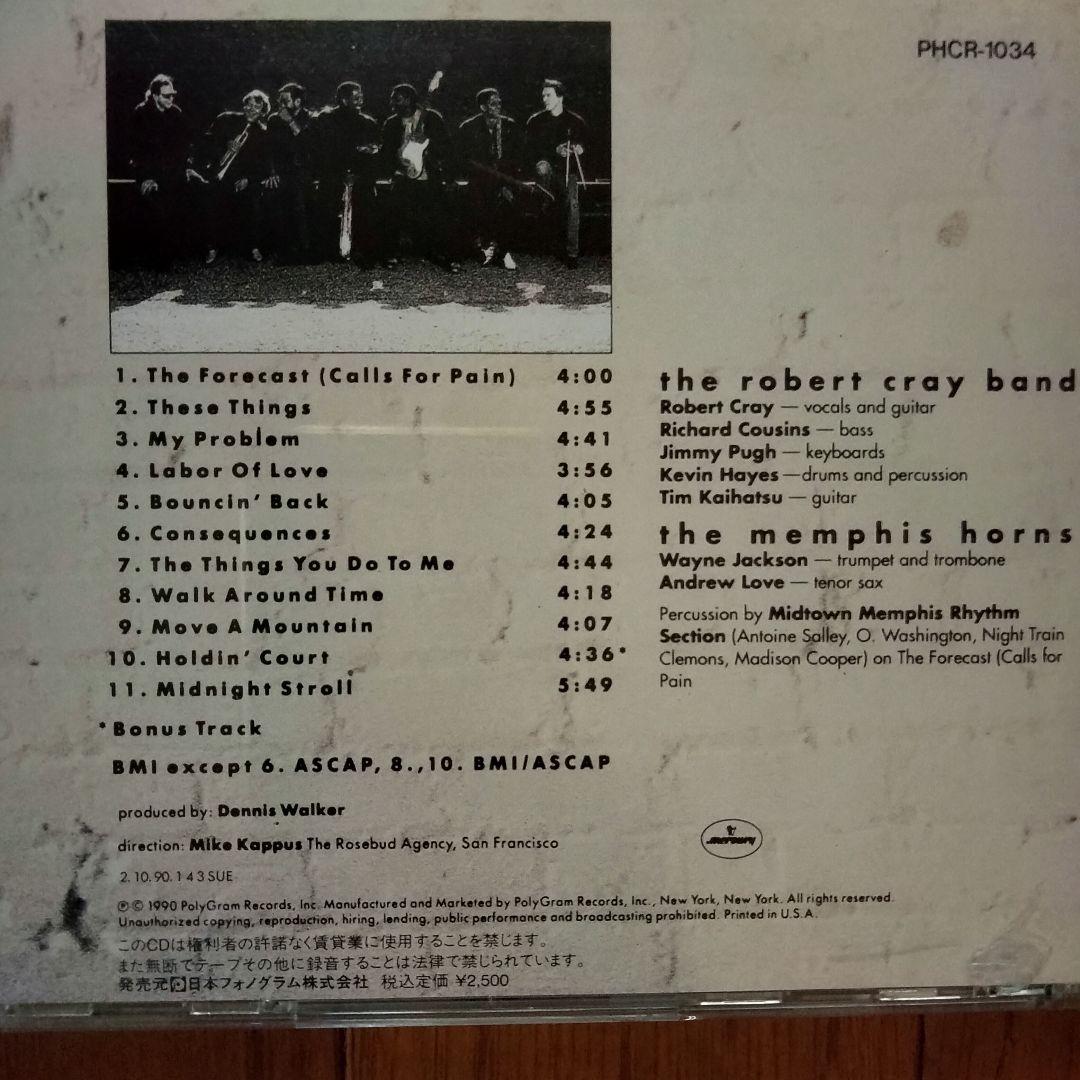 PHCR-1034
1. The Forecast (Calls For Pain) 4:00
2. These Things 4:55
3. My Problem 4:41
4. Labor Of Love 3:56
5. Bouncin' Back 4:05
6. Consequences 4:24
7. The Things You Do To Me 4:44
8. Walk Around Time 4:18
9. Move A Mountain 4:07
10. Holdin' Court 4:36*
11. Midnight Stroll 5:49
*Bonus Track
BMI except 6. ASCAP, 8.,10. BMI/ASCAP
the robert cray band
Robert Cray — vocals and guitar
Richard Cousins — bass
Jimmy Pugh — keyboards
Kevin Hayes —drums and percussion
Tim Kaihatsu — guitar
the memphis horns
Wayne Jackson — trumpet and trombone
Andrew Love — tenor sax
Percussion by Midtown Memphis Rhythm
Section (Antoine Salley, O. Washington, Night Train
Clemons, Madison Cooper) on The Forecast (Calls for
Pain
produced by: Dennis Walker
direction: Mike Kappus The Rosebud Agency, San Francisco
mercury
2.10.90.1 4 3 SUE
℗ © 1990 PolyGram Records, Inc. Manufactured and Marketed by PolyGram Records, Inc., New York, New York. All rights reserved.
Unauthorized copying, reproduction, hiring, lending, public performance and broadcasting prohibited. Printed in U.S.A.
このCDは権利者の許諾なく賃貸業に使用することを禁じます。
また無断でテープその他に録音することは法律で禁じられています。
発売元 日本フォノグラム株式会社 税込定価 ¥2,500